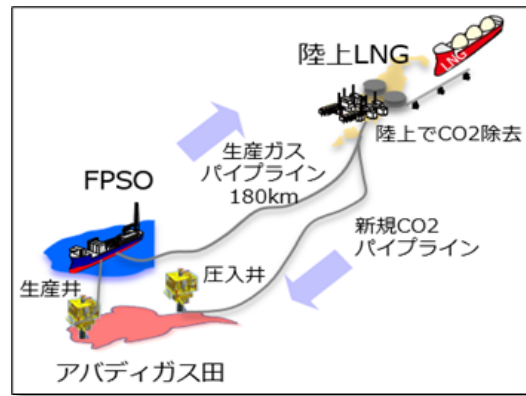 陸上LNG
LNG
陸上でCO2除去
生産ガス
パイプライン
180km
FPSO
新規CO2
パイプライン
生産井
圧入井
アバディガス田